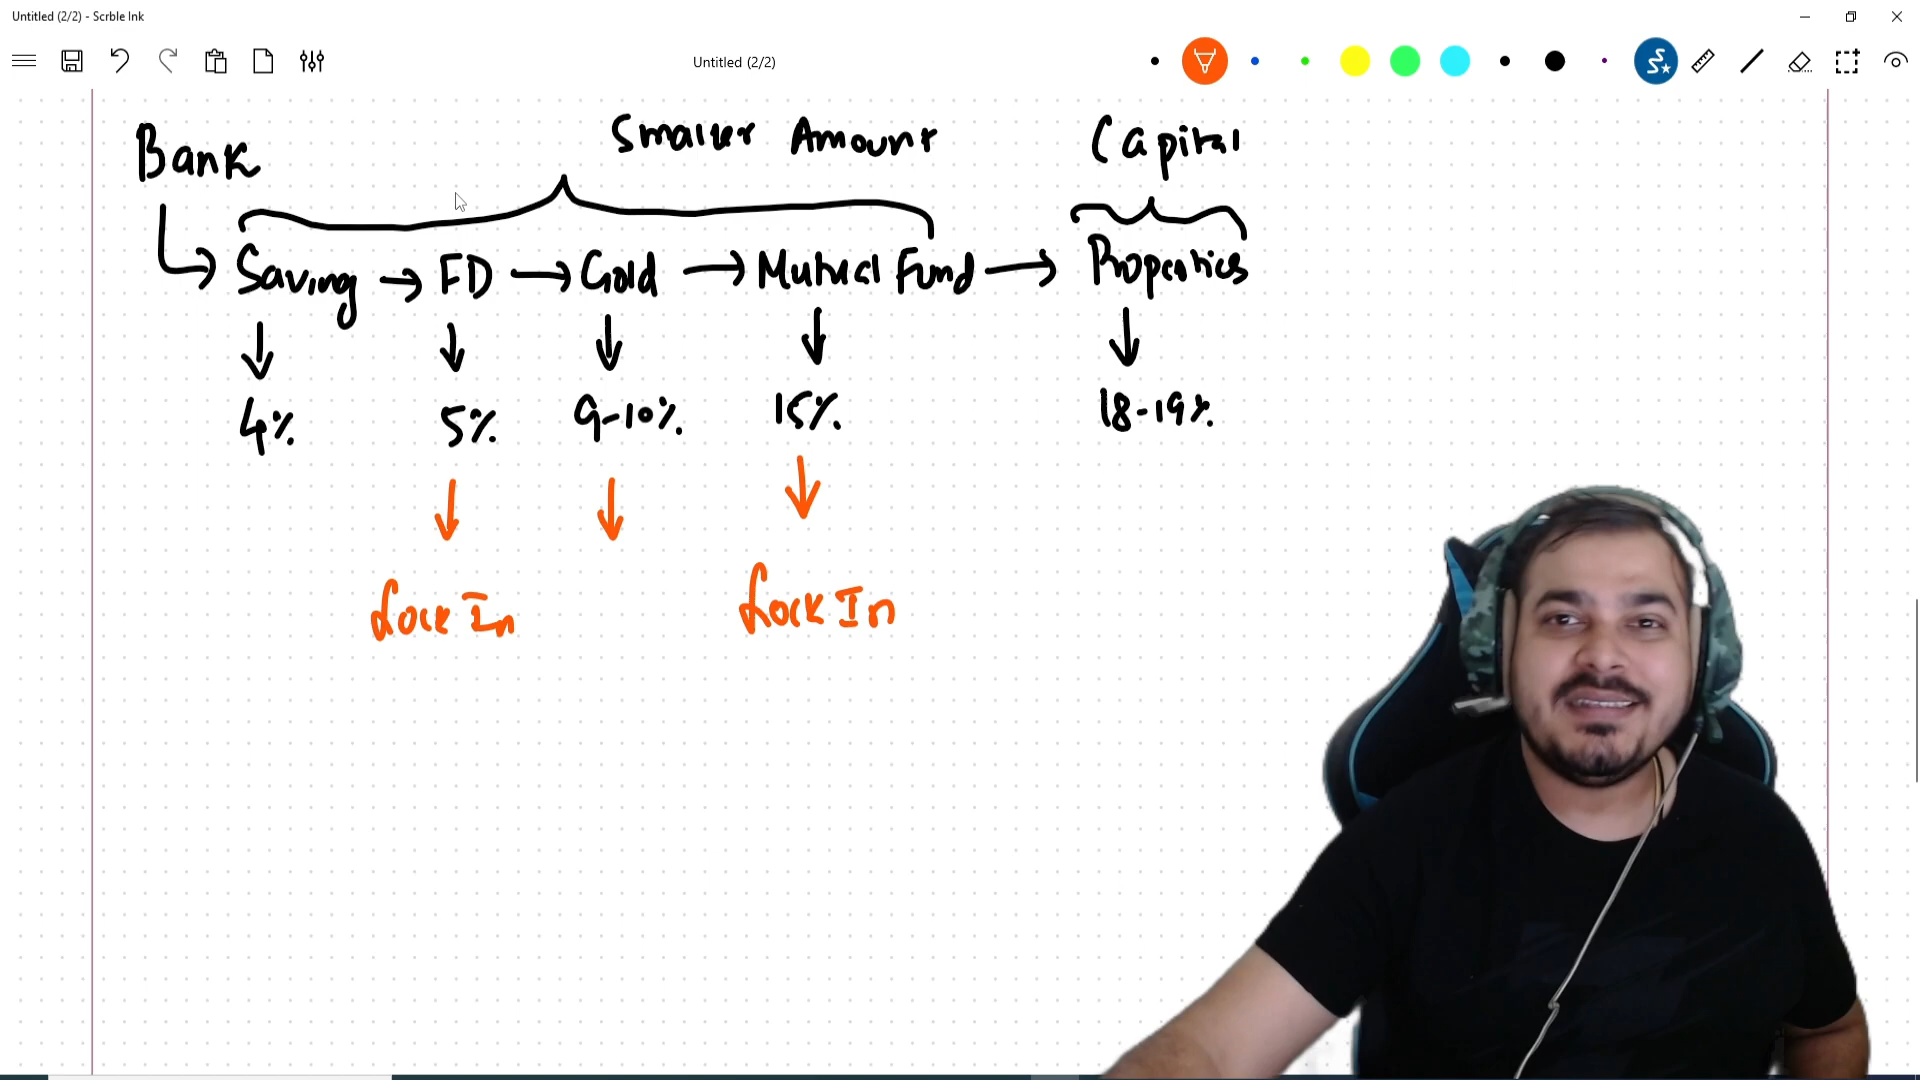 Untitled (2/2) - Scrble Ink
Untitled (2/2)
Bank
Smaller Amount
Capital
Saving → FD → Gold → Mutual Fund → Properties
4% 5% 9-10% 15% 18-19%
Lock In Lock In